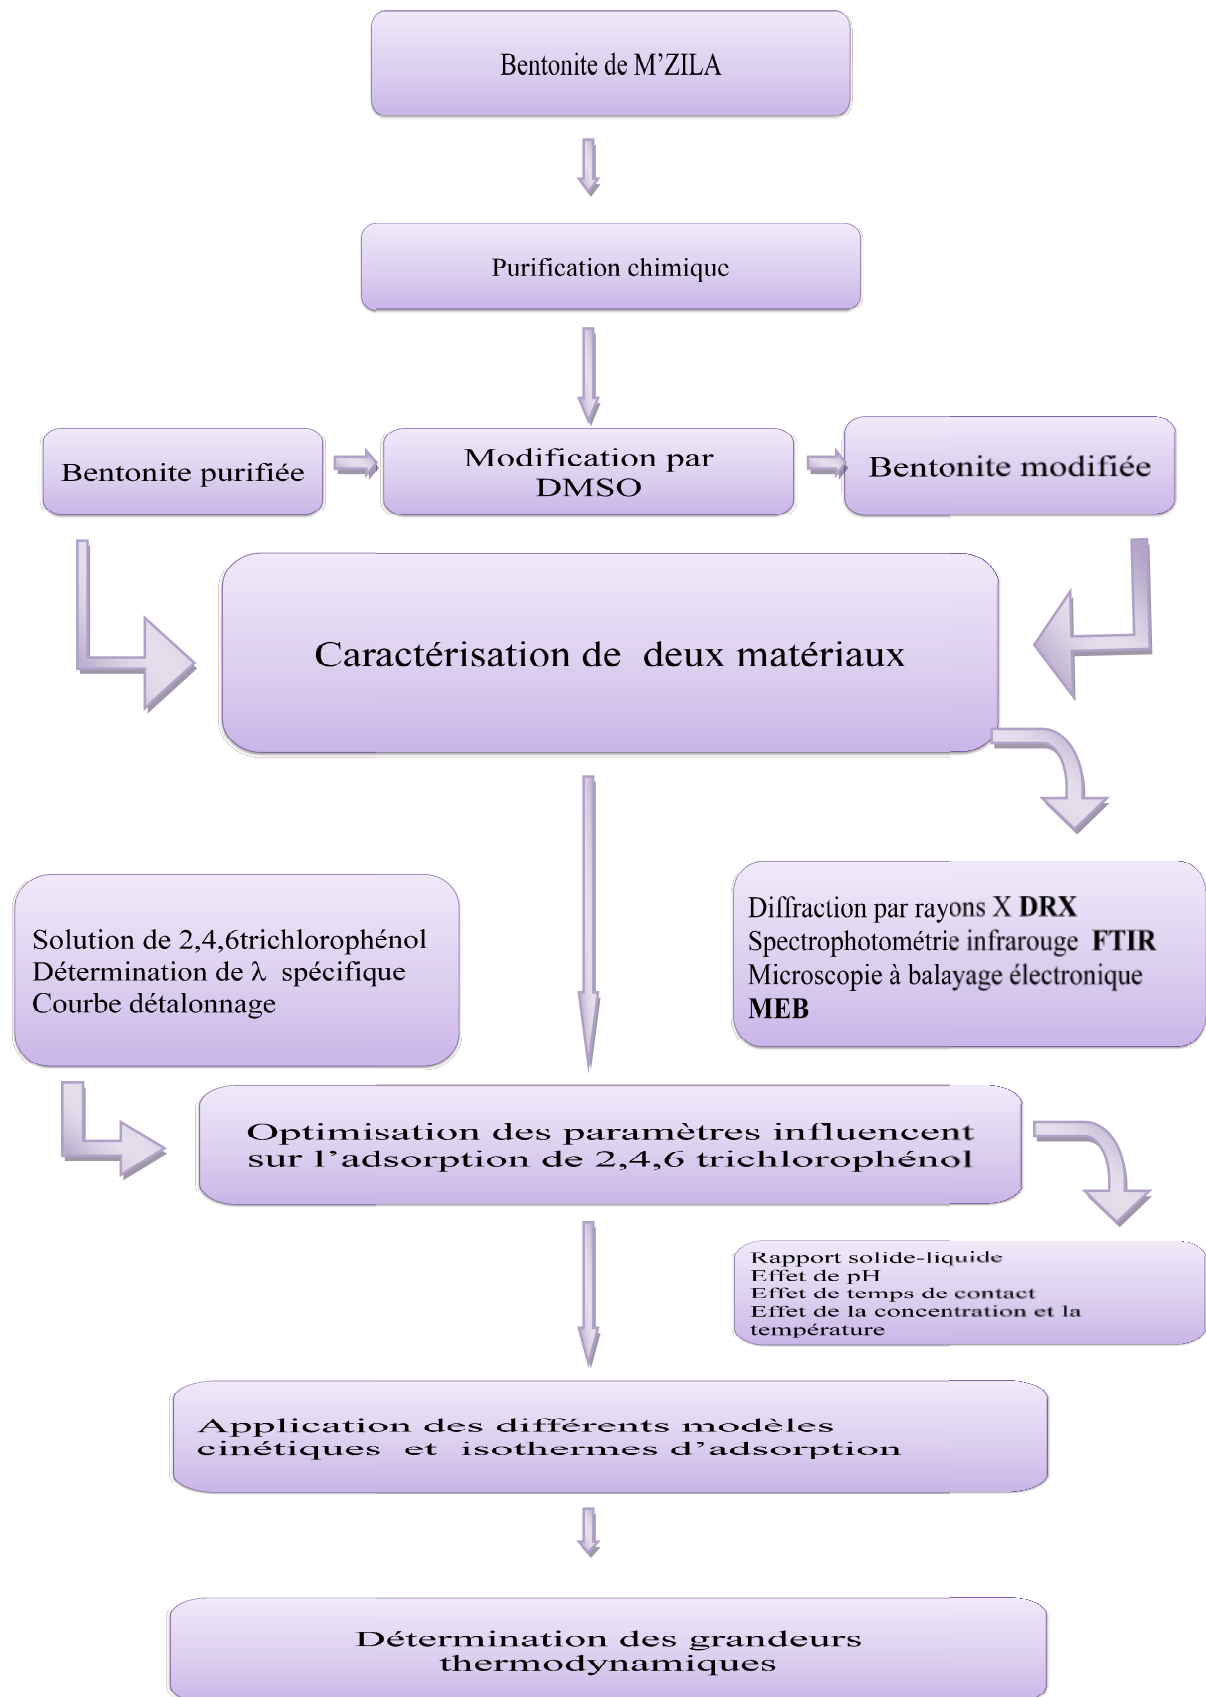 Bentonite de M’ZILA
Purification chimique
Bentonite purifiée
Modification par
DMSO
Bentonite modifiée
Caractérisation de deux matériaux
Solution de 2,4,6trichlorophénol
Détermination de λ spécifique
Courbe détalonnage
Diffraction par rayons X DRX
Spectrophotométrie infrarouge FTIR
Microscopie à balayage électronique
MEB
Optimisation des paramètres influencent
sur l’adsorption de 2,4,6 trichlorophénol
Rapport solide-liquide
Effet de pH
Effet de temps de contact
Effet de la concentration et la
température
Application des différents modèles
cinétiques et isothermes d’adsorption
Détermination des grandeurs
thermodynamiques